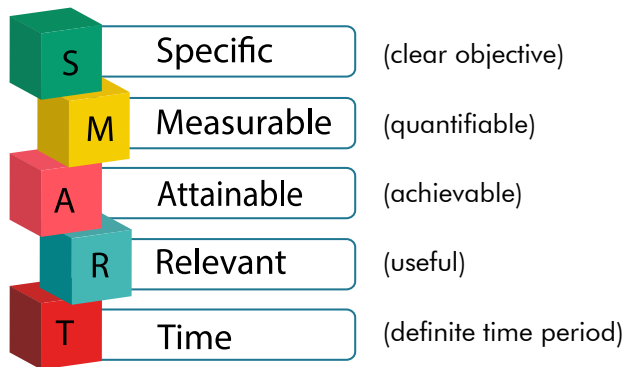 S Specific (clear objective)
M Measurable (quantifiable)
A Attainable (achievable)
R Relevant (useful)
T Time (definite time period)